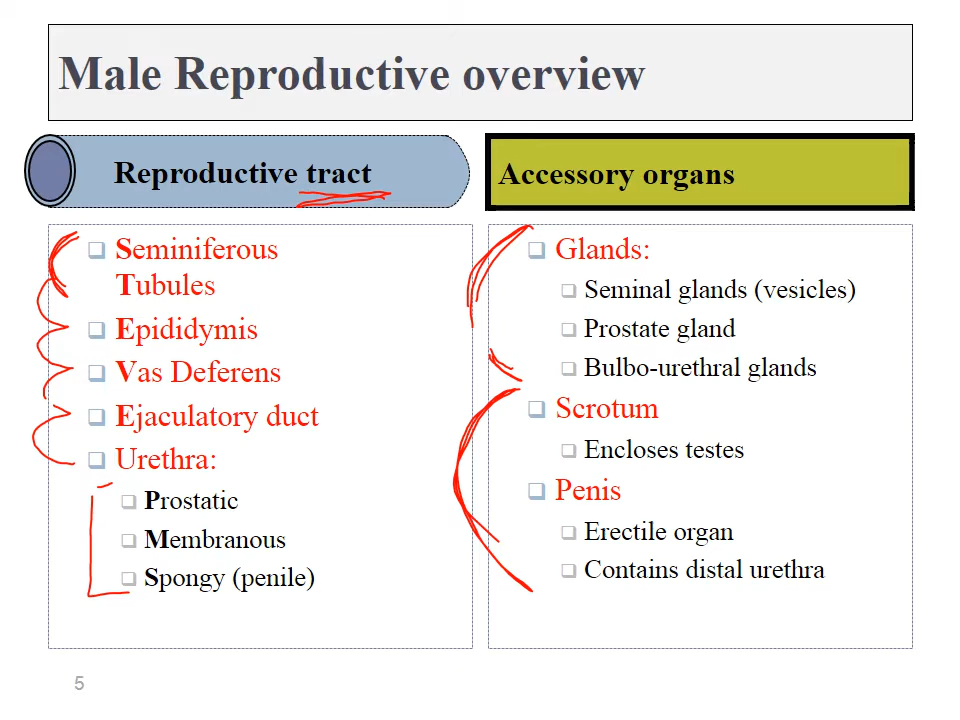 Male Reproductive overview
Reproductive tract
Seminiferous
Tubules
Epididymis
Vas Deferens
Ejaculatory duct
Urethra:
Prostatic
Membranous
Spongy (penile)
Accessory organs
Glands:
Seminal glands (vesicles)
Prostate gland
Bulbo-urethral glands
Scrotum
Encloses testes
Penis
Erectile organ
Contains distal urethra
5